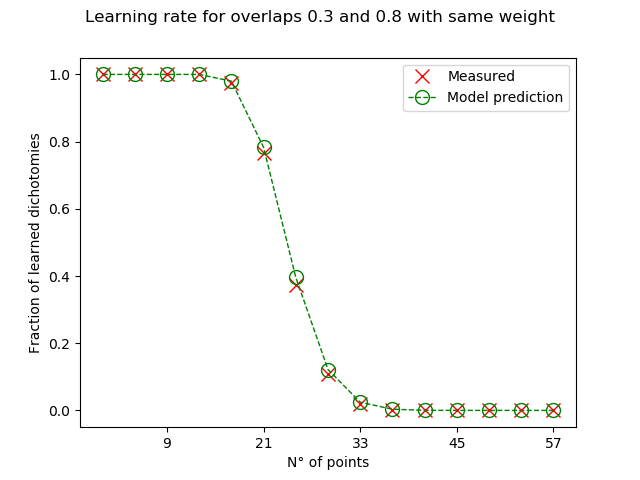 Learning rate for overlaps 0.3 and 0.8 with same weight
Measured
Model prediction
Fraction of learned dichotomies
1.0
0.8
0.6
0.4
0.2
0.0
9 21 33 45 57
N° of points